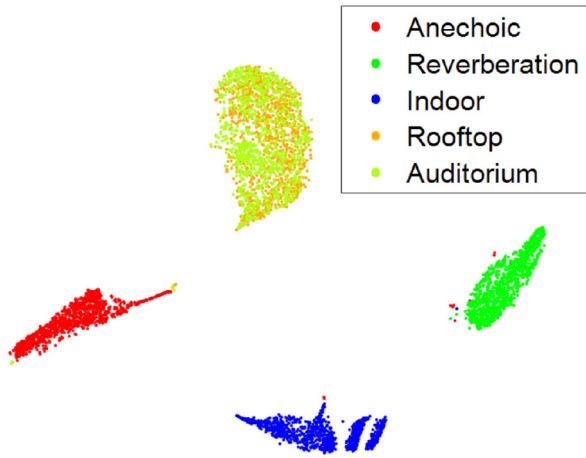 Anechoic
Reverberation
Indoor
Rooftop
Auditorium